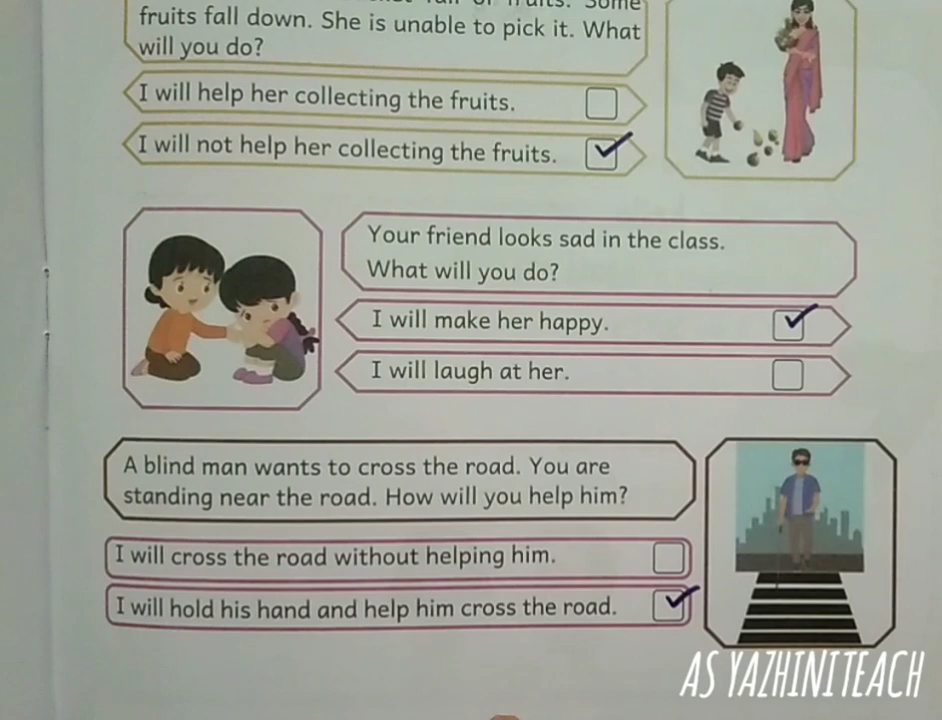 fruits fall down. She is unable to pick it. What
will you do?
I will help her collecting the fruits.
I will not help her collecting the fruits.
Your friend looks sad in the class.
What will you do?
I will make her happy.
I will laugh at her.
A blind man wants to cross the road. You are
standing near the road. How will you help him?
I will cross the road without helping him.
I will hold his hand and help him cross the road.
AS YAZHINITEACH